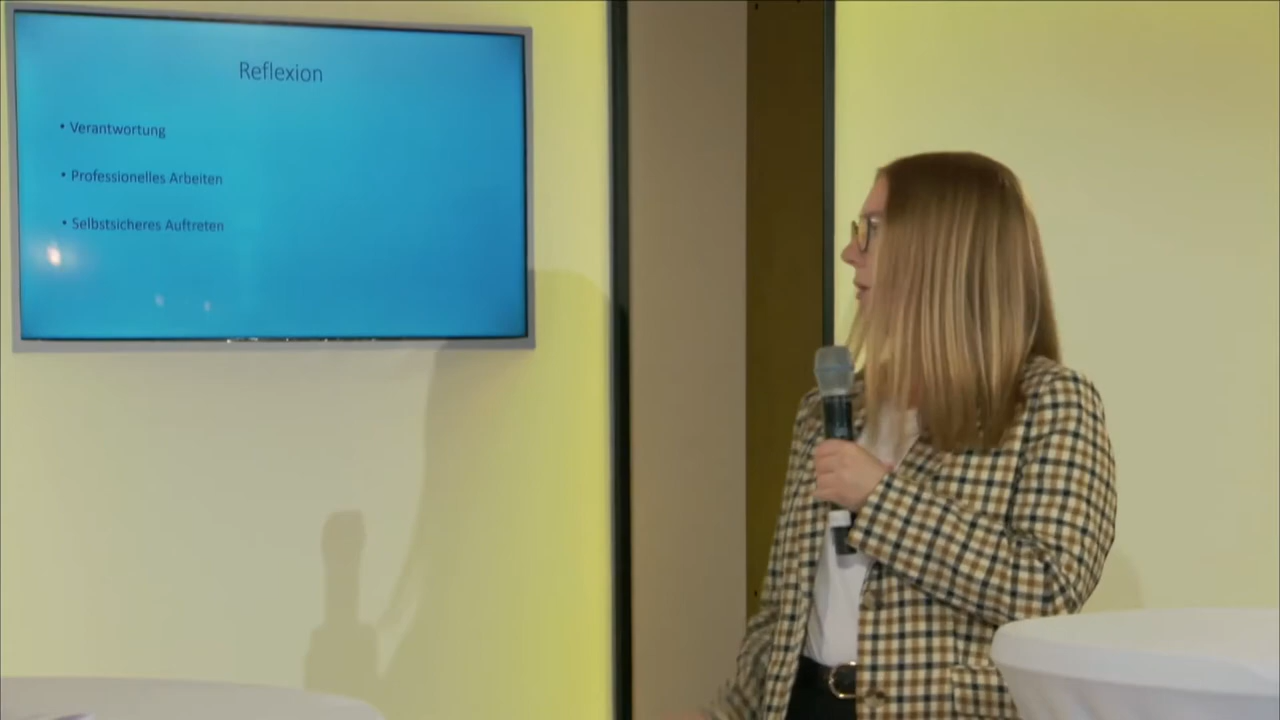 Reflexion
• Verantwortung
• Professionelles Arbeiten
• Selbstsicheres Auftreten